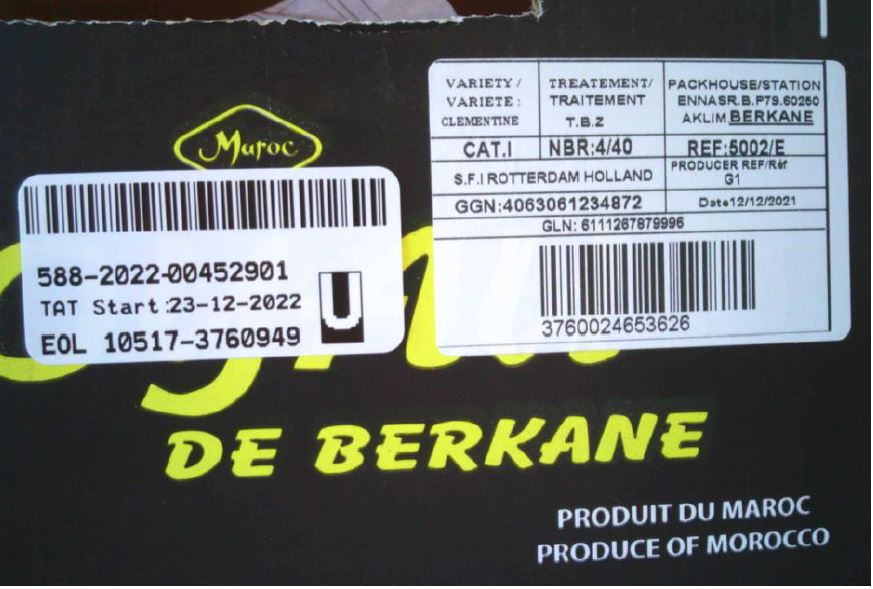 Maroc
588-2022-00452901
TAT Start:23-12-2022
EOL 10517-3760949
U
VARIETY /
VARIETE :
CLEMENTINE
TREATEMENT/
TRAITEMENT
T.B.Z
PACKHOUSE/STATION
ENNASR.B.P79.60250
AKLIM.BERKANE
CAT.I
NBR:4/40
REF:5002/E
S.F.I ROTTERDAM HOLLAND
PRODUCER REF/Réf
G1
GGN:4063061234872
Date12/12/2021
GLN: 6111267879996
3760024653626
DE BERKANE
PRODUIT DU MAROC
PRODUCE OF MOROCCO